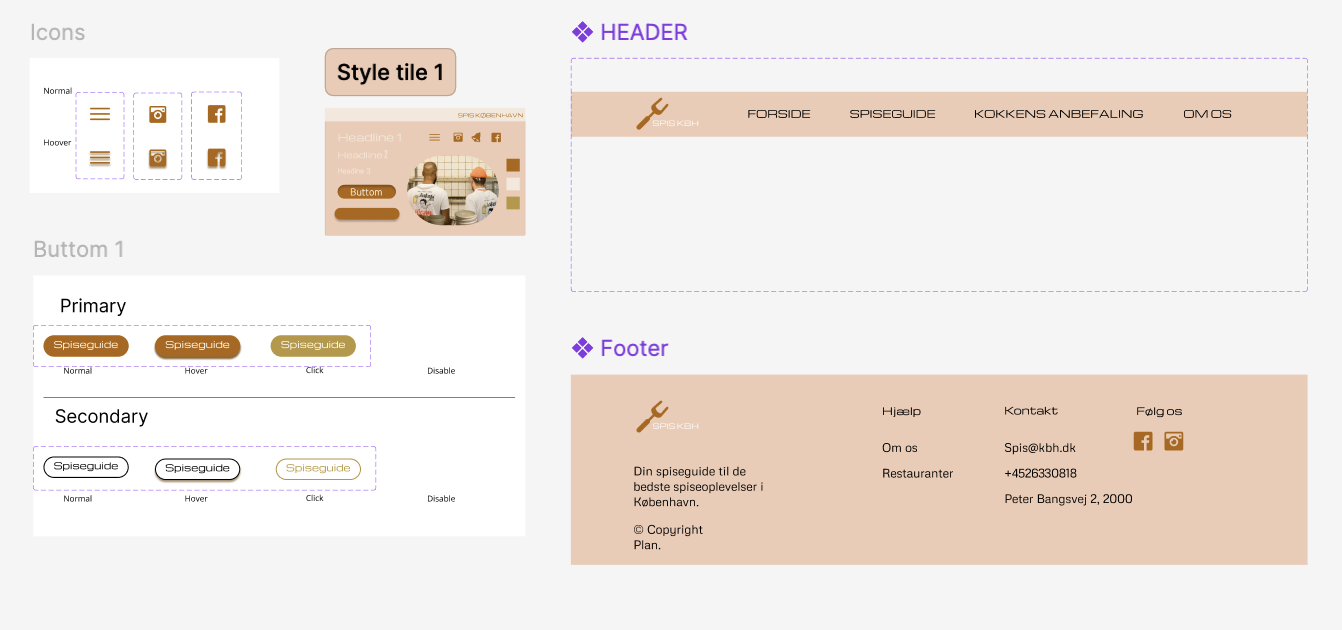 Icons
Normal
Hoover
Style tile 1
SPIS KØBENHAVN
Headline 1
Headline2
Headline 3
Buttom
Buttom 1
Primary
Spiseguide Spiseguide Spiseguide
Normal Hover Click Disable
Secondary
Spiseguide Spiseguide Spiseguide
Normal Hover Click Disable
HEADER
SPIS KBH FORSIDE SPISEGUIDE KOKKENS ANBEFALING OM OS
Footer
SPIS KBH
Din spiseguide til de
bedste spiseoplevelser i
København.
© Copyright
Plan.
Hjælp
Om os
Restauranter
Kontakt
Spis@kbh.dk
+4526330818
Peter Bangsvej 2, 2000
Følg os